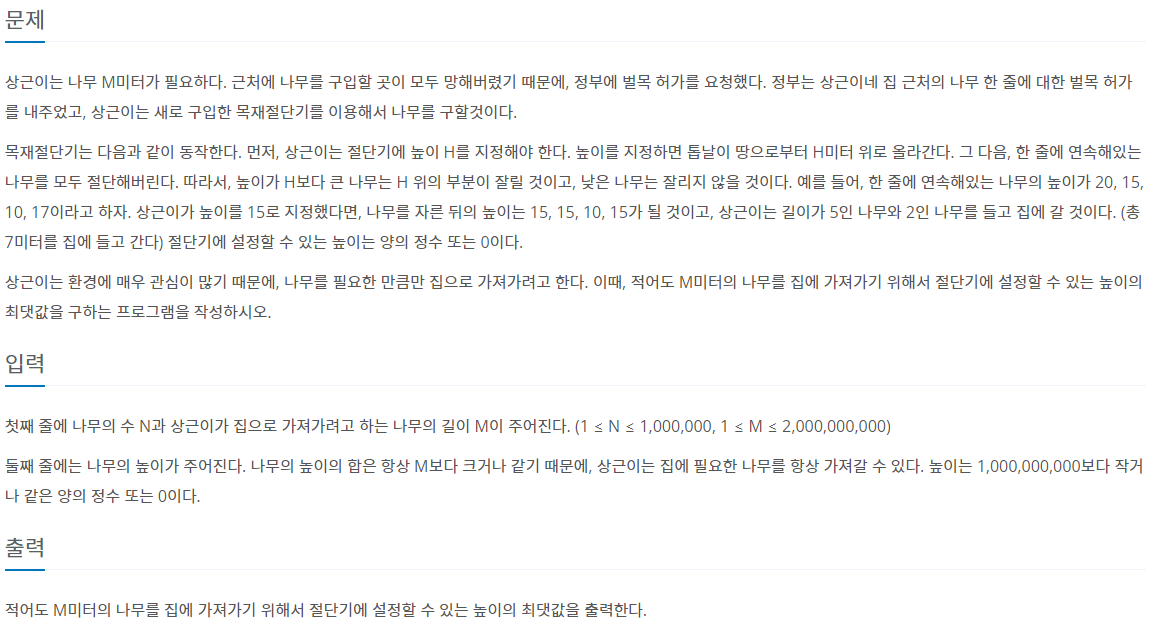 문제
상근이는 나무 M미터가 필요하다. 근처에 나무를 구입할 곳이 모두 망해버렸기 때문에, 정부에 벌목 허가를 요청했다. 정부는 상근이네 집 근처의 나무 한 줄에 대한 벌목 허가
를 내주었고, 상근이는 새로 구입한 목재절단기를 이용해서 나무를 구할것이다.
목재절단기는 다음과 같이 동작한다. 먼저, 상근이는 절단기에 높이 H를 지정해야 한다. 높이를 지정하면 톱날이 땅으로부터 H미터 위로 올라간다. 그 다음, 한 줄에 연속해있는
나무를 모두 절단해버린다. 따라서, 높이가 H보다 큰 나무는 H 위의 부분이 잘릴 것이고, 낮은 나무는 잘리지 않을 것이다. 예를 들어, 한 줄에 연속해있는 나무의 높이가 20, 15,
10, 17이라고 하자. 상근이가 높이를 15로 지정했다면, 나무를 자른 뒤의 높이는 15, 15, 10, 15가 될 것이고, 상근이는 길이가 5인 나무와 2인 나무를 들고 집에 갈 것이다. (총
7미터를 집에 들고 간다) 절단기에 설정할 수 있는 높이는 양의 정수 또는 0이다.
상근이는 환경에 매우 관심이 많기 때문에, 나무를 필요한 만큼만 집으로 가져가려고 한다. 이때, 적어도 M미터의 나무를 집에 가져가기 위해서 절단기에 설정할 수 있는 높이의
최댓값을 구하는 프로그램을 작성하시오.
입력
첫째 줄에 나무의 수 N과 상근이가 집으로 가져가려고 하는 나무의 길이 M이 주어진다. (1 ≤ N ≤ 1,000,000, 1 ≤ M ≤ 2,000,000,000)
둘째 줄에는 나무의 높이가 주어진다. 나무의 높이의 합은 항상 M보다 크거나 같기 때문에, 상근이는 집에 필요한 나무를 항상 가져갈 수 있다. 높이는 1,000,000,000보다 작거
나 같은 양의 정수 또는 0이다.
출력
적어도 M미터의 나무를 집에 가져가기 위해서 절단기에 설정할 수 있는 높이의 최댓값을 출력한다.